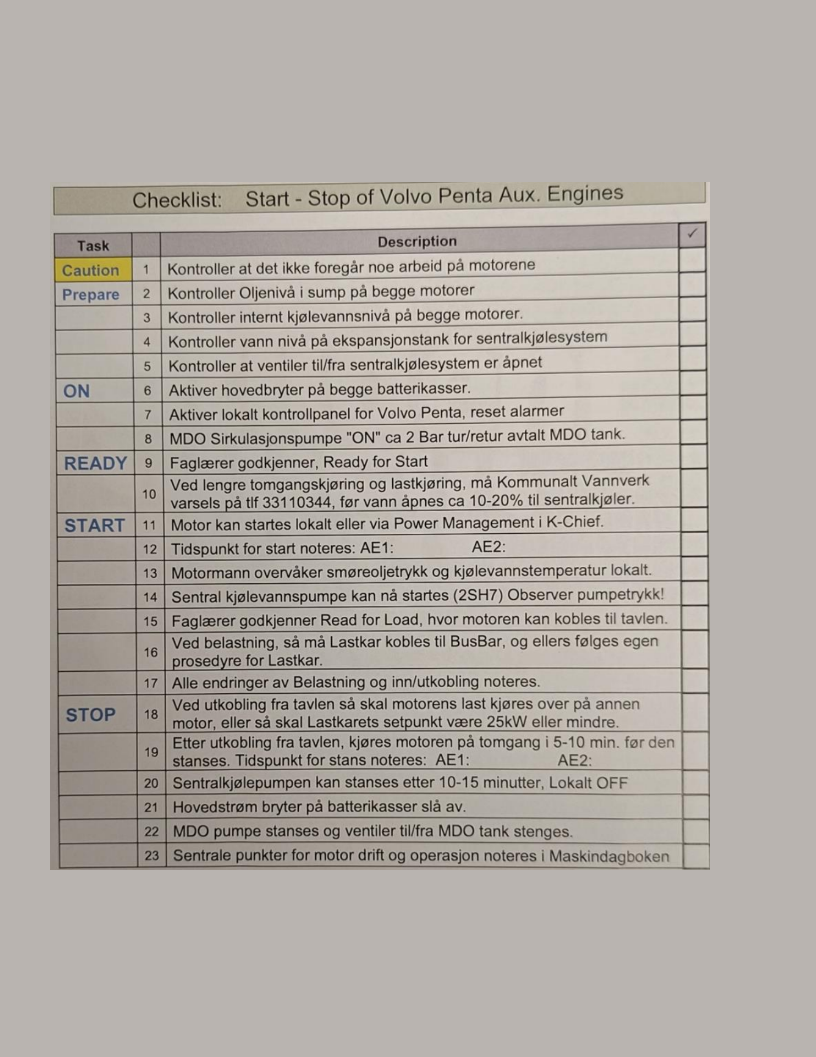 Checklist: Start - Stop of Volvo Penta Aux. Engines
Task Description ✓
Caution 1 Kontroller at det ikke foregår noe arbeid på motorene
Prepare 2 Kontroller Oljenivå i sump på begge motorer
3 Kontroller internt kjølevannsnivå på begge motorer.
4 Kontroller vann nivå på ekspansjonstank for sentralkjølesystem
5 Kontroller at ventiler til/fra sentralkjølesystem er åpnet
ON 6 Aktiver hovedbryter på begge batterikasser.
7 Aktiver lokalt kontrollpanel for Volvo Penta, reset alarmer
8 MDO Sirkulasjonspumpe "ON" ca 2 Bar tur/retur avtalt MDO tank.
READY 9 Faglærer godkjenner, Ready for Start
10 Ved lengre tomgangskjøring og lastkjøring, må Kommunalt Vannverk
varsels på tlf 33110344, før vann åpnes ca 10-20% til sentralkjøler.
START 11 Motor kan startes lokalt eller via Power Management i K-Chief.
12 Tidspunkt for start noteres: AE1: AE2:
13 Motormann overvåker smøreoljetrykk og kjølevannstemperatur lokalt.
14 Sentral kjølevannspumpe kan nå startes (2SH7) Observer pumpetrykk!
15 Faglærer godkjenner Read for Load, hvor motoren kan kobles til tavlen.
16 Ved belastning, så må Lastkar kobles til BusBar, og ellers følges egen
prosedyre for Lastkar.
17 Alle endringer av Belastning og inn/utkobling noteres.
STOP 18 Ved utkobling fra tavlen så skal motorens last kjøres over på annen
motor, eller så skal Lastkarets setpunkt være 25kW eller mindre.
19 Etter utkobling fra tavlen, kjøres motoren på tomgang i 5-10 min. før den
stanses. Tidspunkt for stans noteres: AE1: AE2:
20 Sentralkjølepumpen kan stanses etter 10-15 minutter, Lokalt OFF
21 Hovedstrøm bryter på batterikasser slå av.
22 MDO pumpe stanses og ventiler til/fra MDO tank stenges.
23 Sentrale punkter for motor drift og operasjon noteres i Maskindagboken